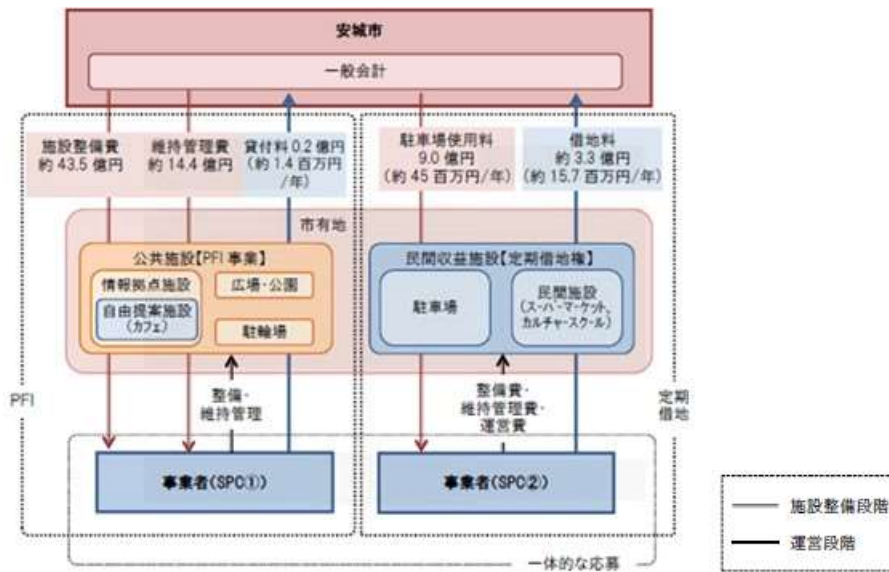 安城市
一般会計
施設整備費
約 43.5 億円
維持管理費
約 14.4 億円
貸付料 0.2 億円
(約 1.4 百万円
/年)
駐車場使用料
9.0 億円
(約 45 百万円/年)
借地料
約 3.3 億円
(約 15.7 百万円/年)
市有地
公共施設【PFI 事業】
情報拠点施設
自由提案施設
(カフェ)
広場・公園
駐輪場
民間収益施設【定期借地権】
駐車場
民間施設
(スーパーマーケット、
カルチャースクール)
PFI
整備・
維持管理
整備費・
維持管理費・
運営費
定期
借地
事業者(SPC①)
事業者(SPC②)
一体的な応募
施設整備段階
運営段階